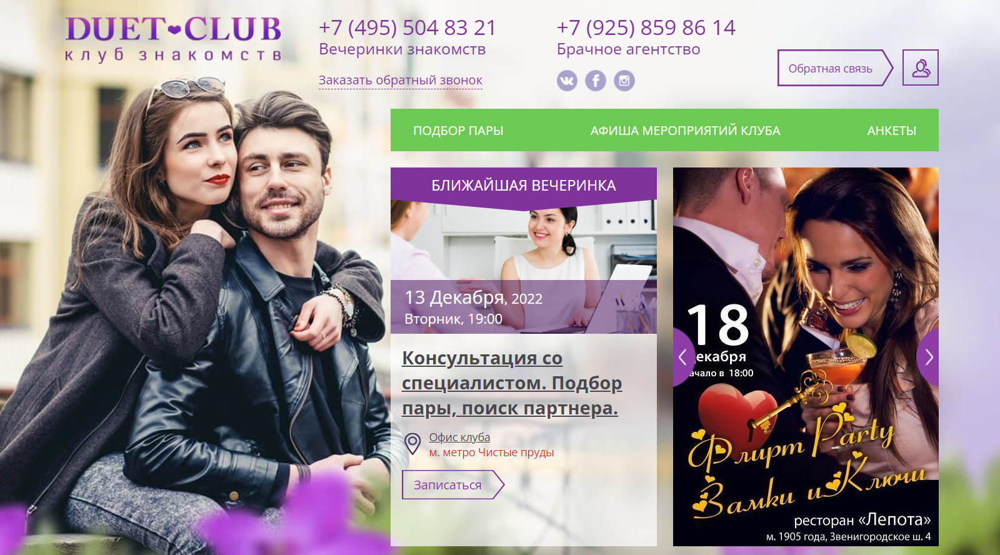 DUET CLUB
клуб знакомств
+7 (495) 504 83 21
Вечеринки знакомств
Заказать обратный звонок
+7 (925) 859 86 14
Брачное агентство
Обратная связь
ПОДБОР ПАРЫ
АФИША МЕРОПРИЯТИЙ КЛУБА
АНКЕТЫ
БЛИЖАЙШАЯ ВЕЧЕРИНКА
13 Декабря, 2022
Вторник, 19:00
Консультация со
специалистом. Подбор
пары, поиск партнера.
Офис клуба
м. метро Чистые пруды
Записаться
18
декабря
ачало в 18:00
Флирт Party
Замки и Ключи
ресторан «Лепота»
м. 1905 года, Звенигородское ш. 4